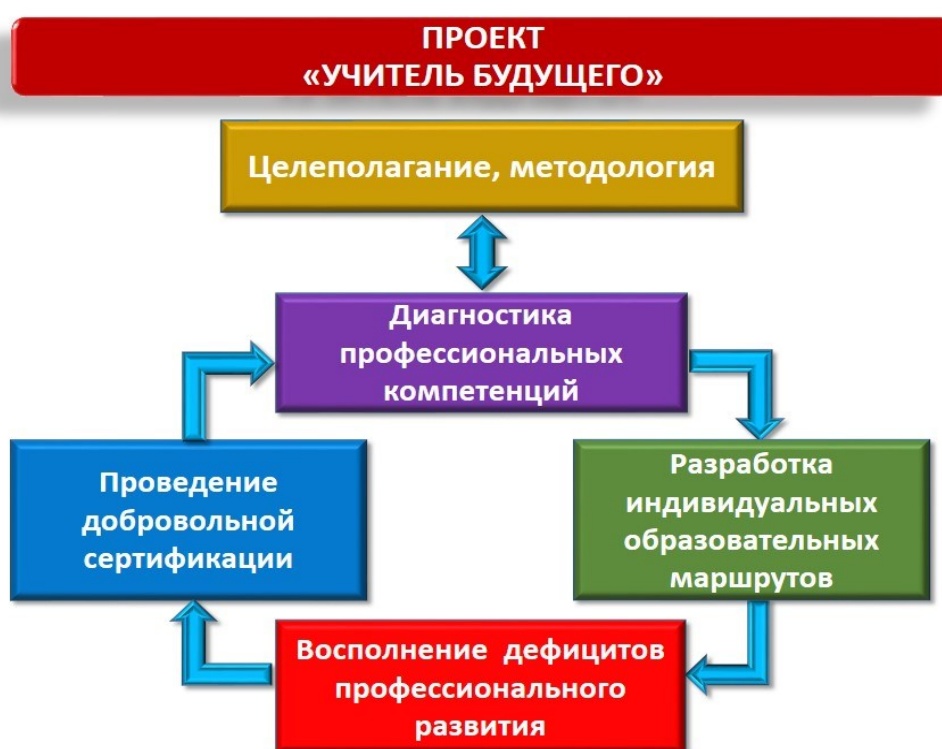 ПРОЕКТ
«УЧИТЕЛЬ БУДУЩЕГО»
Целеполагание, методология
Диагностика
профессиональных
компетенций
Проведение
добровольной
сертификации
Разработка
индивидуальных
образовательных
маршрутов
Восполнение дефицитов
профессионального
развития